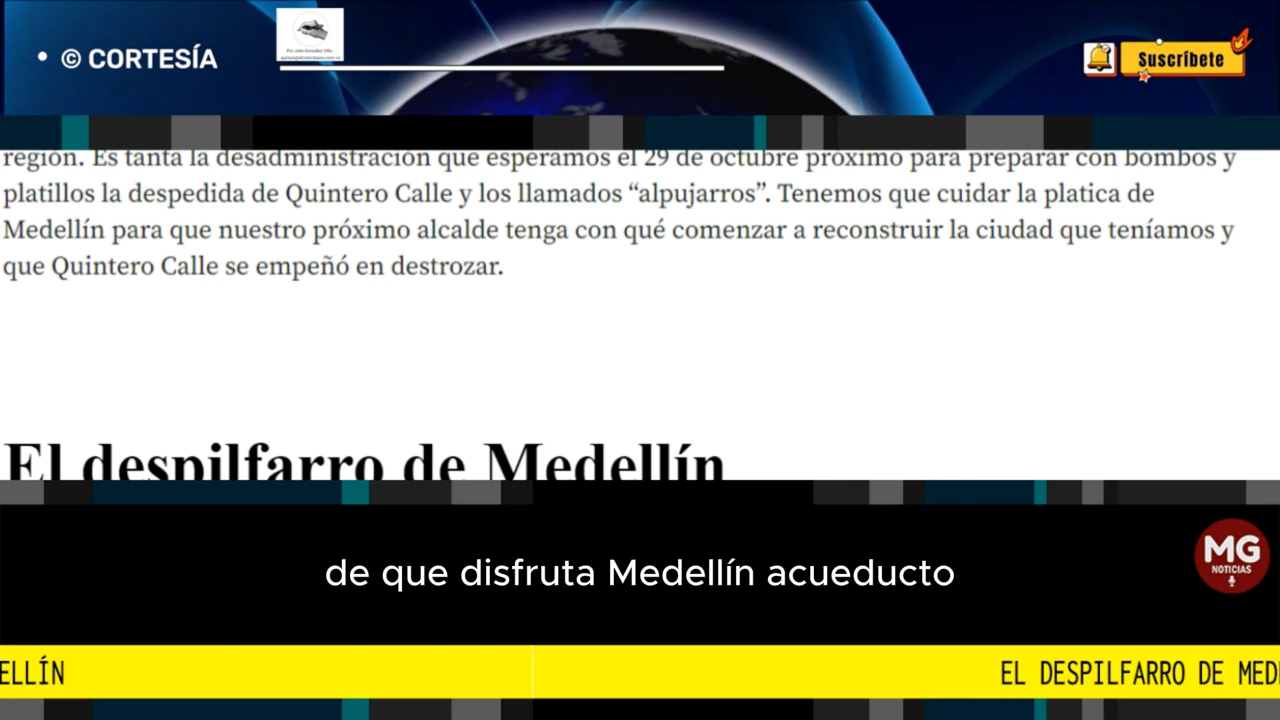 • © CORTESÍA
Suscríbete
región. Es tanta la desadministración que esperamos el 29 de octubre próximo para preparar con bombos y
platillos la despedida de Quintero Calle y los llamados “alpujarros”. Tenemos que cuidar la platica de
Medellín para que nuestro próximo alcalde tenga con qué comenzar a reconstruir la ciudad que teníamos y
que Quintero Calle se empeñó en destrozar.
El despilfarro de Medellín
de que disfruta Medellín acueducto
MG
NOTICIAS
ELLÍN
EL DESPILFARRO DE MED